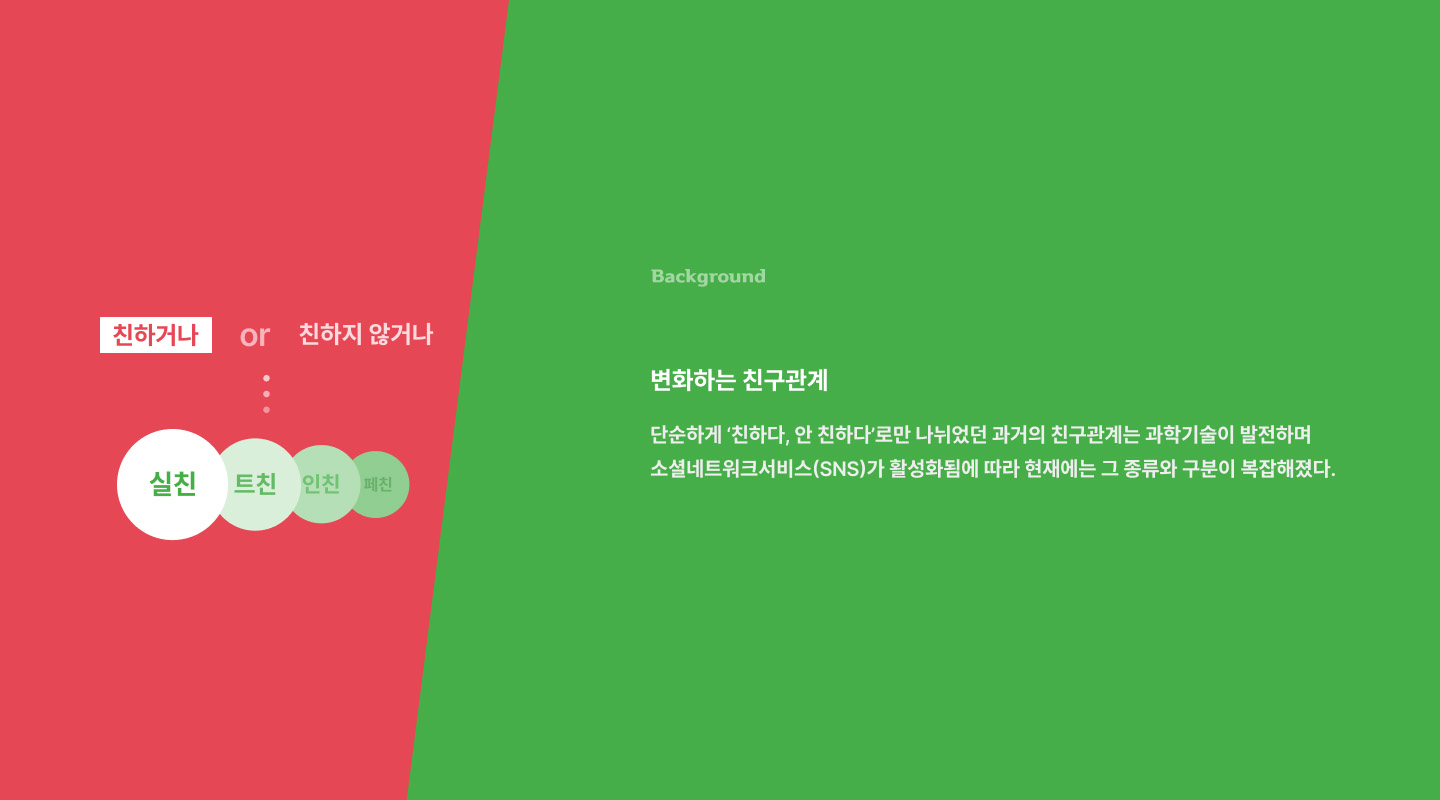 친하거나 or 친하지 않거나
실친 트친 인친 페친
Background
변화하는 친구관계
단순하게 ‘친하다, 안 친하다’로만 나뉘었던 과거의 친구관계는 과학기술이 발전하며
소셜네트워크서비스(SNS)가 활성화됨에 따라 현재에는 그 종류와 구분이 복잡해졌다.